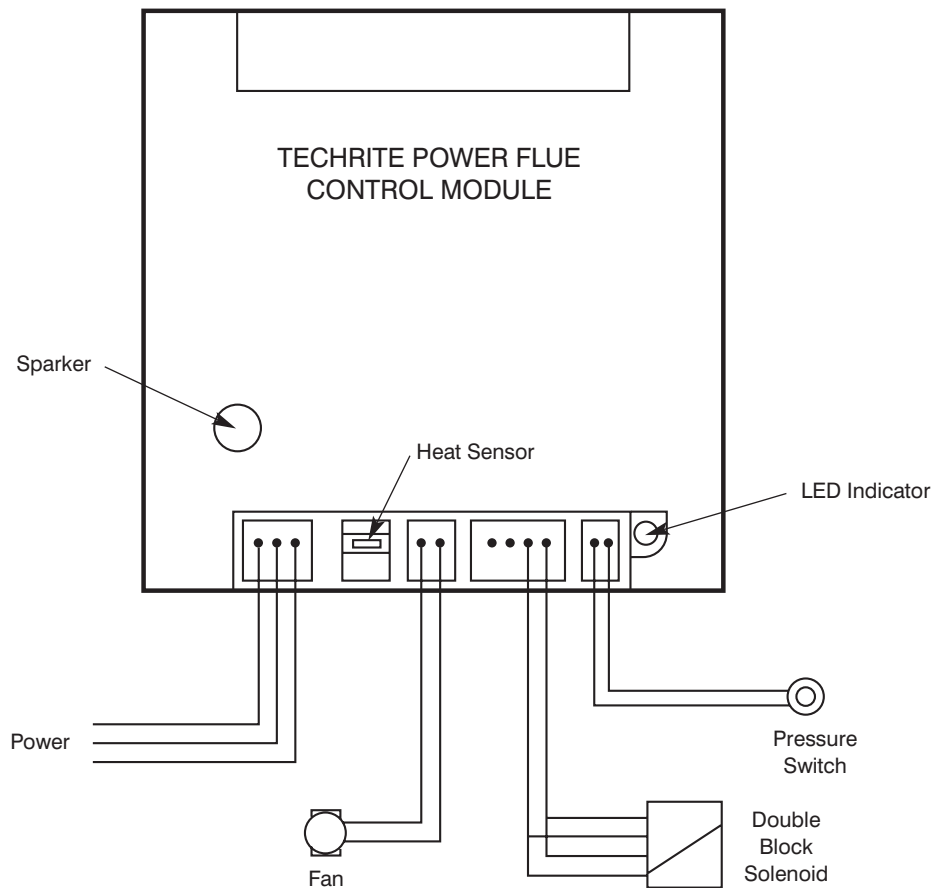 TECHRITE POWER FLUE
CONTROL MODULE
Sparker
Heat Sensor
LED Indicator
Power
Pressure
Switch
Double
Block
Solenoid
Fan